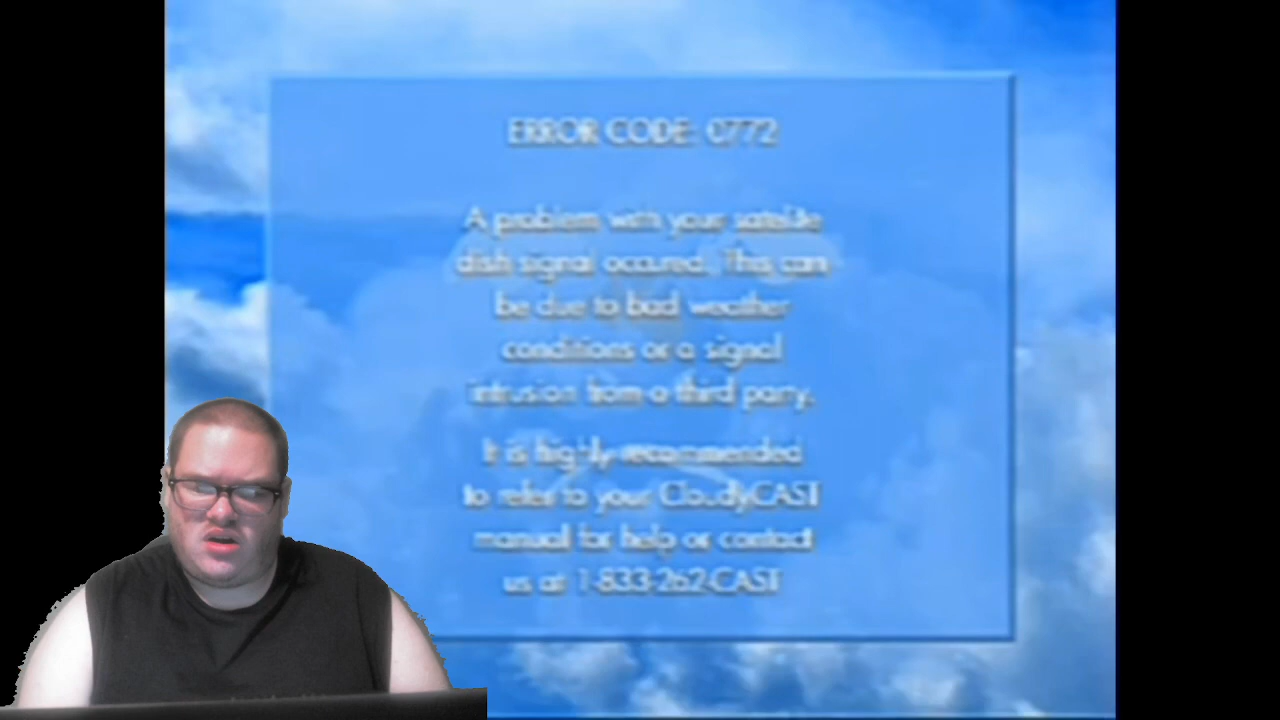 ERROR CODE: 0772
A problem with your satellite
dish signal occured. This can
be due to bad weather
conditions or a signal
intrusion from a third party.
It is highly recommended
to refer to your CloudyCAST
manual for help or contact
us at 1-833-262-CAST